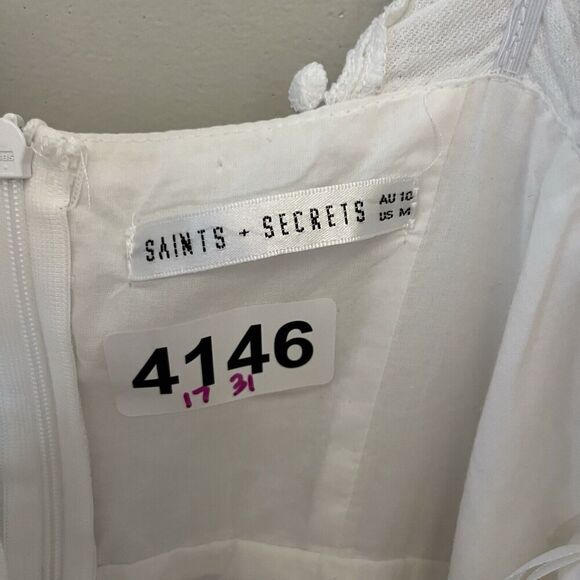 SAINTS + SECRETS
AU 10
US M
4146
17 31